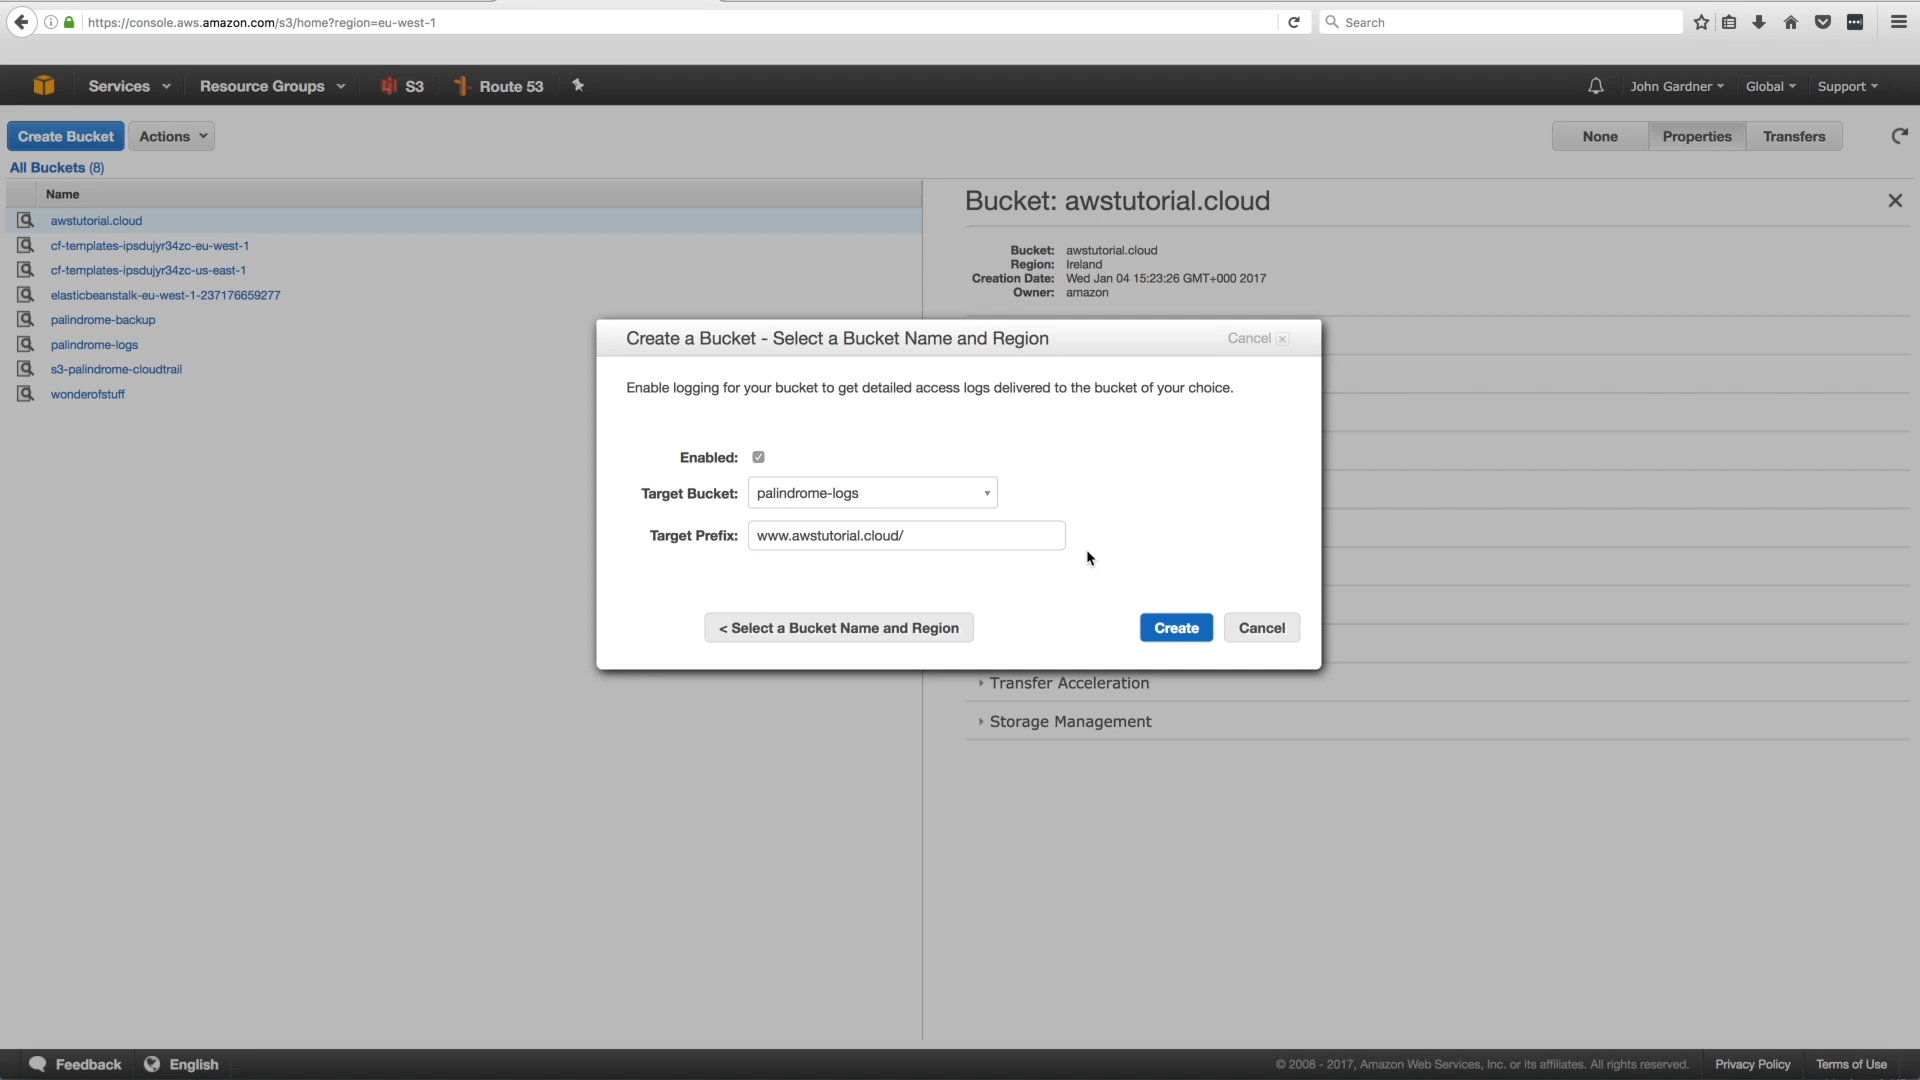 https://console.aws.amazon.com/s3/home?region=eu-west-1
Search
Services
Resource Groups
S3
Route 53
John Gardner
Global
Support
Create Bucket
Actions
None
Properties
Transfers
All Buckets (8)
Name
awstutorial.cloud
cf-templates-ipsdujyr34zc-eu-west-1
cf-templates-ipsdujyr34zc-us-east-1
elasticbeanstalk-eu-west-1-237176659277
palindrome-backup
palindrome-logs
s3-palindrome-cloudtrail
wonderofstuff
Bucket: awstutorial.cloud
Bucket: awstutorial.cloud
Region: Ireland
Creation Date: Wed Jan 04 15:23:26 GMT+000 2017
Owner: amazon
Create a Bucket - Select a Bucket Name and Region
Cancel
Enable logging for your bucket to get detailed access logs delivered to the bucket of your choice.
Enabled:
Target Bucket: palindrome-logs
Target Prefix: www.awstutorial.cloud/
< Select a Bucket Name and Region
Create
Cancel
Transfer Acceleration
Storage Management
Feedback
English
© 2008 - 2017, Amazon Web Services, Inc. or its affiliates. All rights reserved.
Privacy Policy
Terms of Use